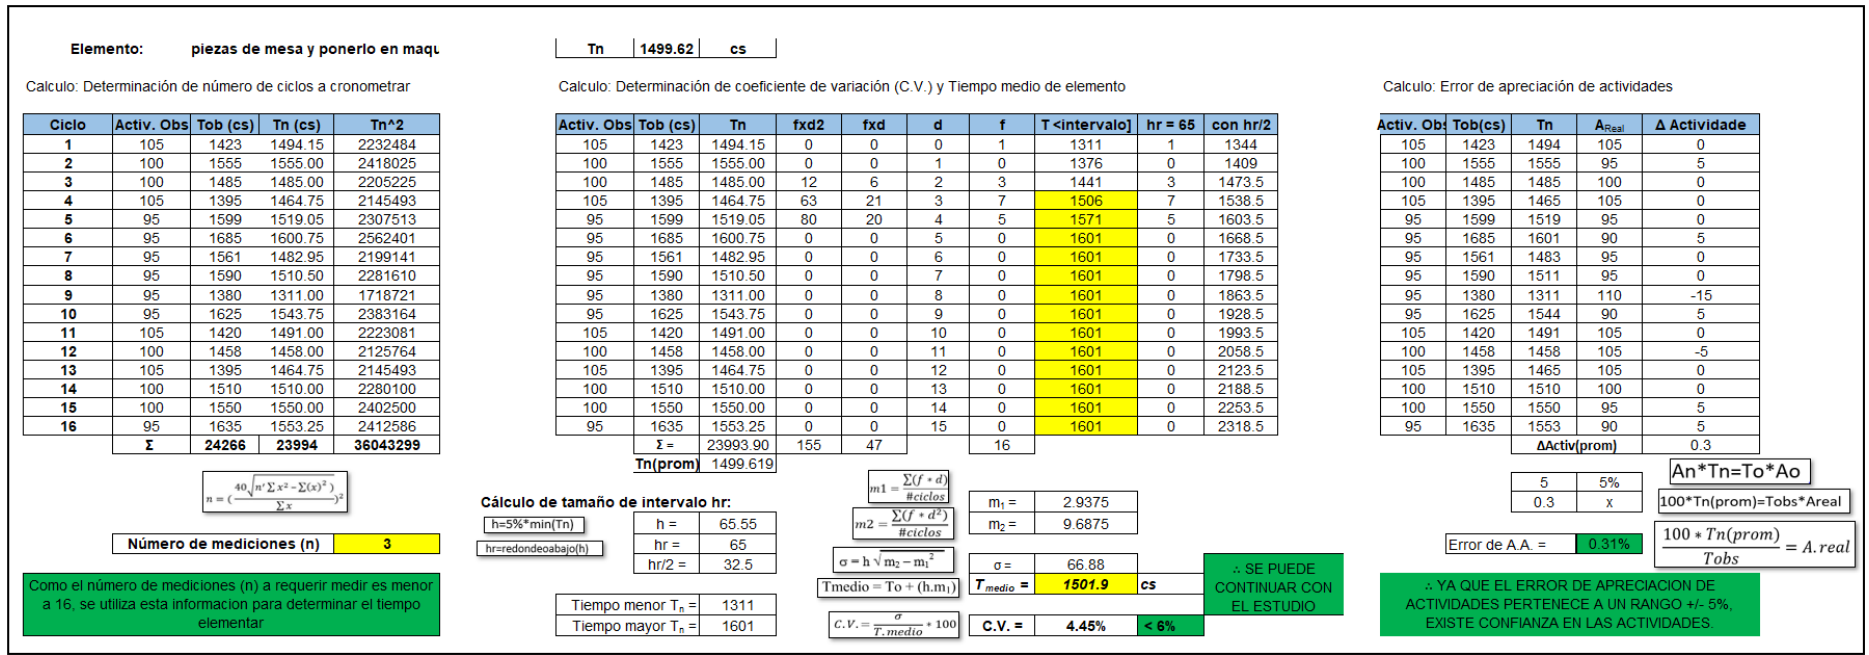 Elemento: piezas de mesa y ponerlo en maqu
Tn 1499.62 cs
Calculo: Determinación de número de ciclos a cronometrar
Calculo: Determinación de coeficiente de variación (C.V.) y Tiempo medio de elemento
Calculo: Error de apreciación de actividades
Ciclo Activ. Obs Tob (cs) Tn (cs) Tn^2
1 105 1423 1494.15 2232484
2 100 1555 1555.00 2418025
3 100 1485 1485.00 2205225
4 105 1395 1464.75 2145493
5 95 1599 1519.05 2307513
6 95 1685 1600.75 2562401
7 95 1561 1482.95 2199141
8 95 1590 1510.50 2281610
9 95 1380 1311.00 1718721
10 95 1625 1543.75 2383164
11 105 1420 1491.00 2223081
12 100 1458 1458.00 2125764
13 105 1395 1464.75 2145493
14 100 1510 1510.00 2280100
15 100 1550 1550.00 2402500
16 95 1635 1553.25 2412586
Σ 24266 23994 36043299
n = (40√(n'Σx²−Σ(x)²) / Σx)²
Número de mediciones (n) 3
Como el número de mediciones (n) a requerir medir es menor
a 16, se utiliza esta informacion para determinar el tiempo
elementar
Activ. Obs Tob (cs) Tn fxd2 fxd d f T <intervalo] hr = 65 con hr/2
105 1423 1494.15 0 0 0 1 1311 1 1344
100 1555 1555.00 0 0 1 0 1376 0 1409
100 1485 1485.00 12 6 2 3 1441 3 1473.5
105 1395 1464.75 63 21 3 7 1506 7 1538.5
95 1599 1519.05 80 20 4 5 1571 5 1603.5
95 1685 1600.75 0 0 5 0 1601 0 1668.5
95 1561 1482.95 0 0 6 0 1601 0 1733.5
95 1590 1510.50 0 0 7 0 1601 0 1798.5
95 1380 1311.00 0 0 8 0 1601 0 1863.5
95 1625 1543.75 0 0 9 0 1601 0 1928.5
105 1420 1491.00 0 0 10 0 1601 0 1993.5
100 1458 1458.00 0 0 11 0 1601 0 2058.5
105 1395 1464.75 0 0 12 0 1601 0 2123.5
100 1510 1510.00 0 0 13 0 1601 0 2188.5
100 1550 1550.00 0 0 14 0 1601 0 2253.5
95 1635 1553.25 0 0 15 0 1601 0 2318.5
Σ = 23993.90 155 47 16
Tn(prom) 1499.619
Cálculo de tamaño de intervalo hr:
h=5%*min(Tn)
hr=redondeoabajo(h)
h = 65.55
hr = 65
hr/2 = 32.5
Tiempo menor Tn = 1311
Tiempo mayor Tn = 1601
m1 = Σ(f ∗ d) / #ciclos
m2 = Σ(f ∗ d²) / #ciclos
σ = h √(m₂ − m₁²)
Tmedio = To + (h.m₁)
C.V. = σ / T.medio ∗ 100
m₁ = 2.9375
m₂ = 9.6875
σ = 66.88
Tmedio = 1501.9 cs
C.V. = 4.45% < 6%
∴ SE PUEDE
CONTINUAR CON
EL ESTUDIO
Activ. Obs Tob(cs) Tn AReal Δ Actividade
105 1423 1494 105 0
100 1555 1555 95 5
100 1485 1485 100 0
105 1395 1465 105 0
95 1599 1519 95 0
95 1685 1601 90 5
95 1561 1483 95 0
95 1590 1511 95 0
95 1380 1311 110 -15
95 1625 1544 90 5
105 1420 1491 105 0
100 1458 1458 105 -5
105 1395 1465 105 0
100 1510 1510 100 0
100 1550 1550 95 5
95 1635 1553 90 5
ΔActiv(prom) 0.3
5 5%
0.3 x
Error de A.A. = 0.31%
An*Tn=To*Ao
100*Tn(prom)=Tobs*Areal
100 ∗ Tn(prom) / Tobs = A.real
∴ YA QUE EL ERROR DE APRECIACION DE
ACTIVIDADES PERTENECE A UN RANGO +/- 5%,
EXISTE CONFIANZA EN LAS ACTIVIDADES.